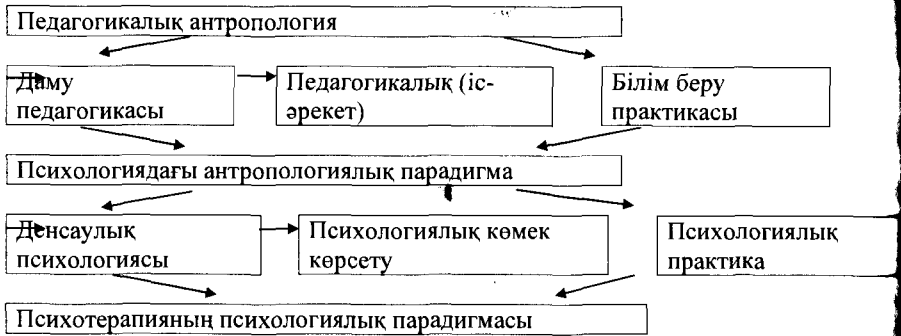 Педагогикалық антропология
Даму
педагогикасы
Педагогикалық (іс-
әрекет)
Білім беру
практикасы
Психологиядағы антропологиялық парадигма
Денсаулық
психологиясы
Психологиялық көмек
көрсету
Психологиялық
практика
Психотерапияның психологиялық парадигмасы